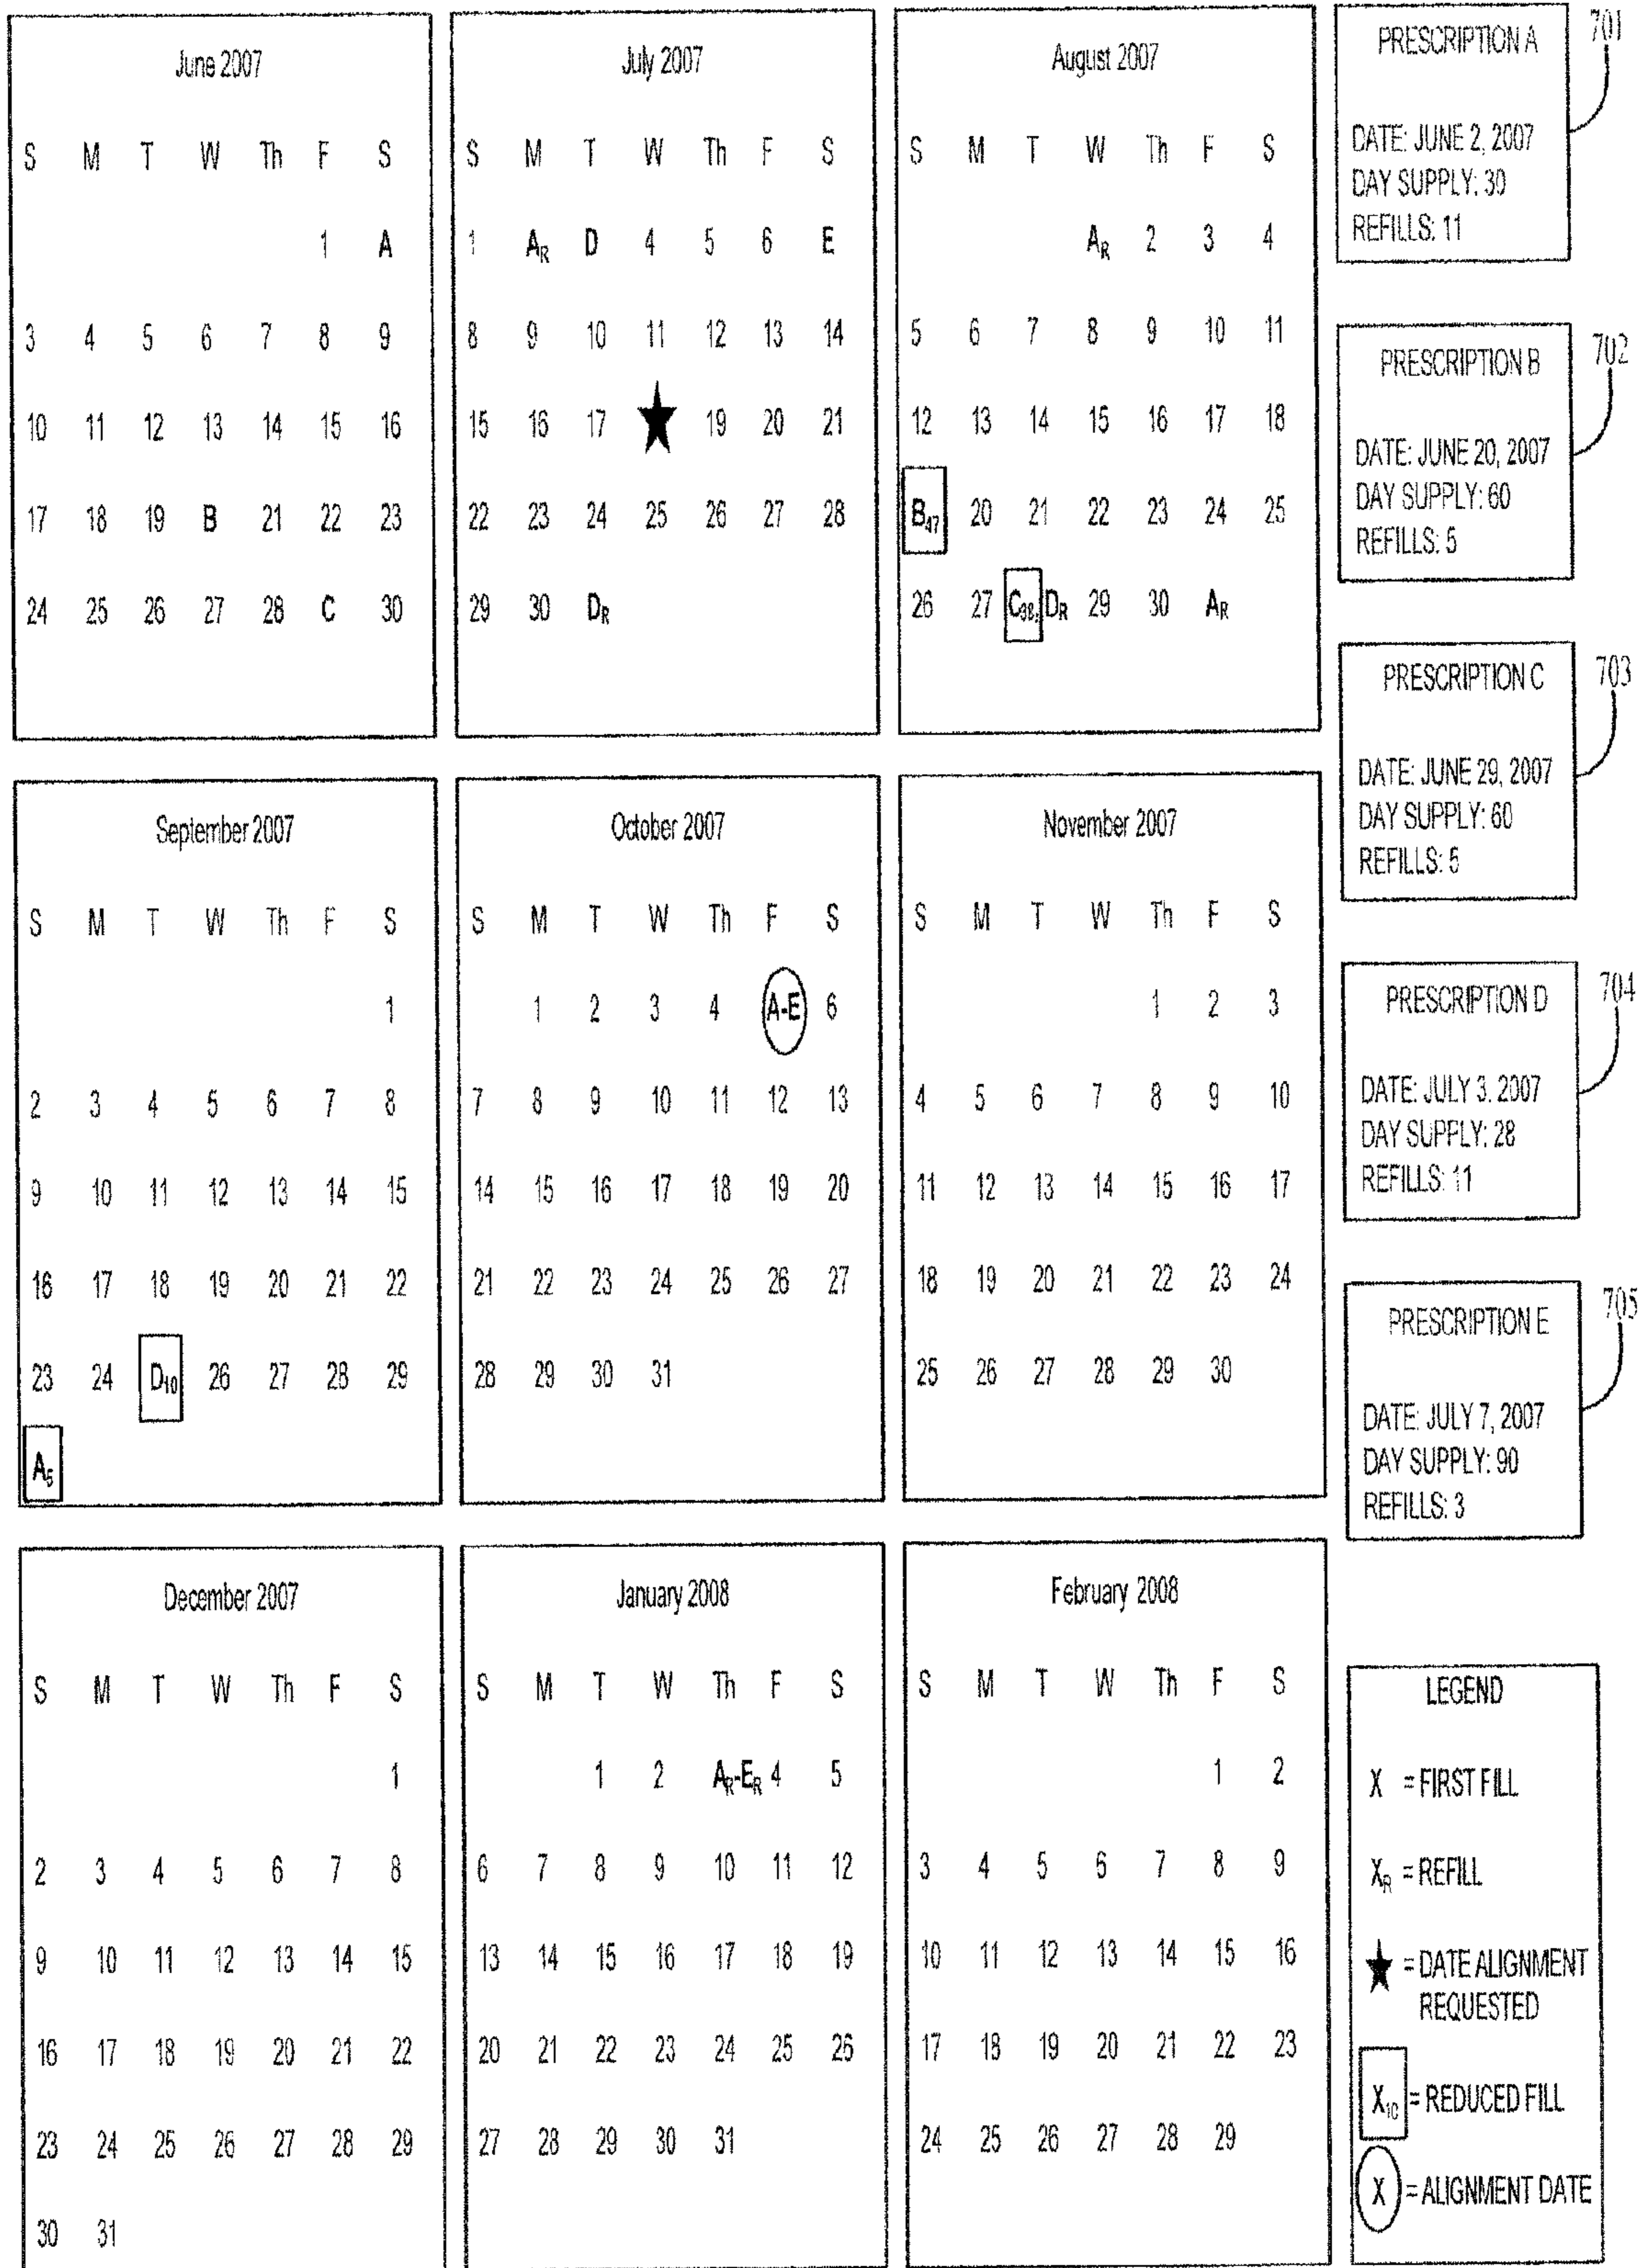 June 2007
S M T W Th F S
1 A
3 4 5 6 7 8 9
10 11 12 13 14 15 16
17 18 19 B 21 22 23
24 25 26 27 28 C 30
July 2007
S M T W Th F S
1 AR D 4 5 6 E
8 9 10 11 12 13 14
15 16 17 ★ 19 20 21
22 23 24 25 26 27 28
29 30 DR
August 2007
S M T W Th F S
AR 2 3 4
5 6 7 8 9 10 11
12 13 14 15 16 17 18
B47 20 21 22 23 24 25
26 27 C38, DR 29 30 AR
PRESCRIPTION A
DATE: JUNE 2, 2007
DAY SUPPLY: 30
REFILLS: 11
701
PRESCRIPTION B
DATE: JUNE 20, 2007
DAY SUPPLY: 60
REFILLS: 5
702
PRESCRIPTION C
DATE: JUNE 29, 2007
DAY SUPPLY: 60
REFILLS: 5
703
September 2007
S M T W Th F S
1
2 3 4 5 6 7 8
9 10 11 12 13 14 15
16 17 18 19 20 21 22
23 24 D10 26 27 28 29
A5
October 2007
S M T W Th F S
1 2 3 4 A-E 6
7 8 9 10 11 12 13
14 15 16 17 18 19 20
21 22 23 24 25 26 27
28 29 30 31
November 2007
S M T W Th F S
1 2 3
4 5 6 7 8 9 10
11 12 13 14 15 16 17
18 19 20 21 22 23 24
25 26 27 28 29 30
PRESCRIPTION D
DATE: JULY 3. 2007
DAY SUPPLY: 28
REFILLS: 11
704
PRESCRIPTION E
DATE: JULY 7, 2007
DAY SUPPLY: 90
REFILLS: 3
705
December 2007
S M T W Th F S
1
2 3 4 5 6 7 8
9 10 11 12 13 14 15
16 17 18 19 20 21 22
23 24 25 26 27 28 29
30 31
January 2008
S M T W Th F S
1 2 AR-ER 4 5
6 7 8 9 10 11 12
13 14 15 16 17 18 19
20 21 22 23 24 25 26
27 28 29 30 31
February 2008
S M T W Th F S
1 2
3 4 5 6 7 8 9
10 11 12 13 14 15 16
17 18 19 20 21 22 23
24 25 26 27 28 29
LEGEND
X = FIRST FILL
XR = REFILL
★ = DATE ALIGNMENT
REQUESTED
X10 = REDUCED FILL
X = ALIGNMENT DATE